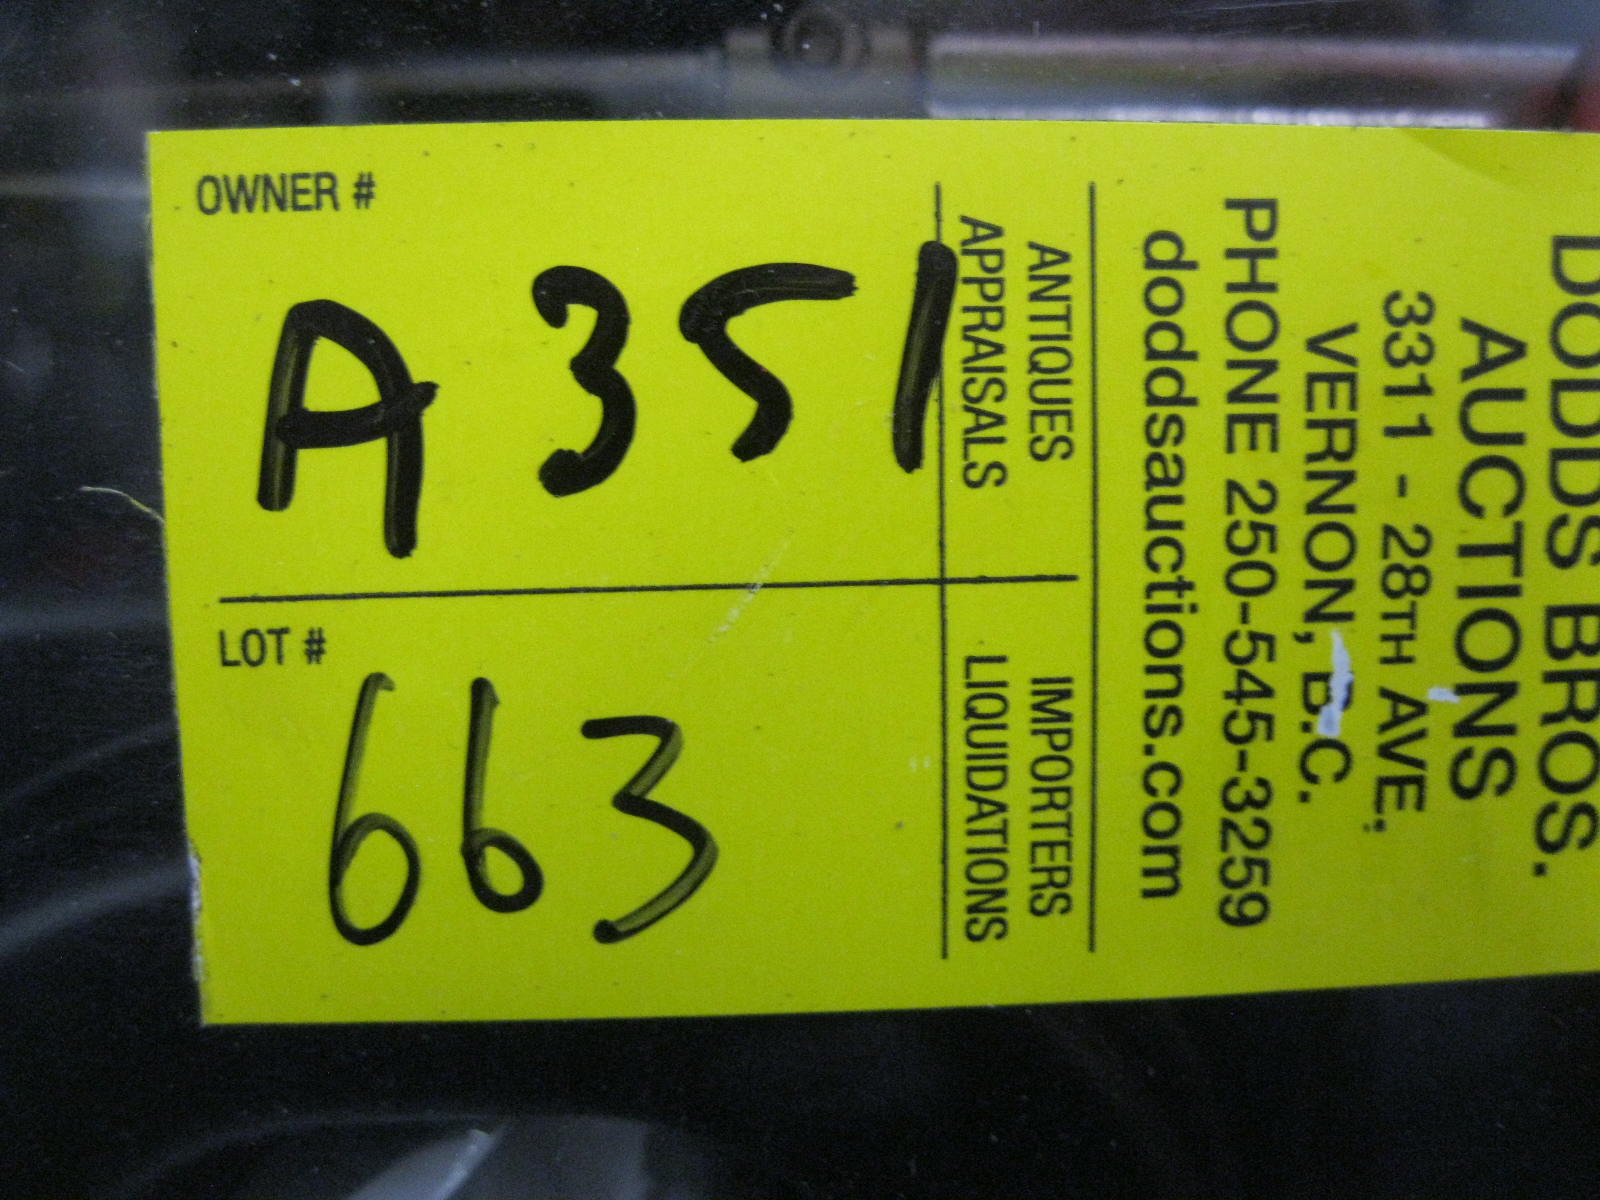 OWNER #
A 351
LOT #
663
DODDS BROS.
AUCTIONS
3311 - 28TH AVE.
VERNON, B.C.
PHONE 250-545-3259
doddsauctions.com
ANTIQUES IMPORTERS
APPRAISALS LIQUIDATIONS